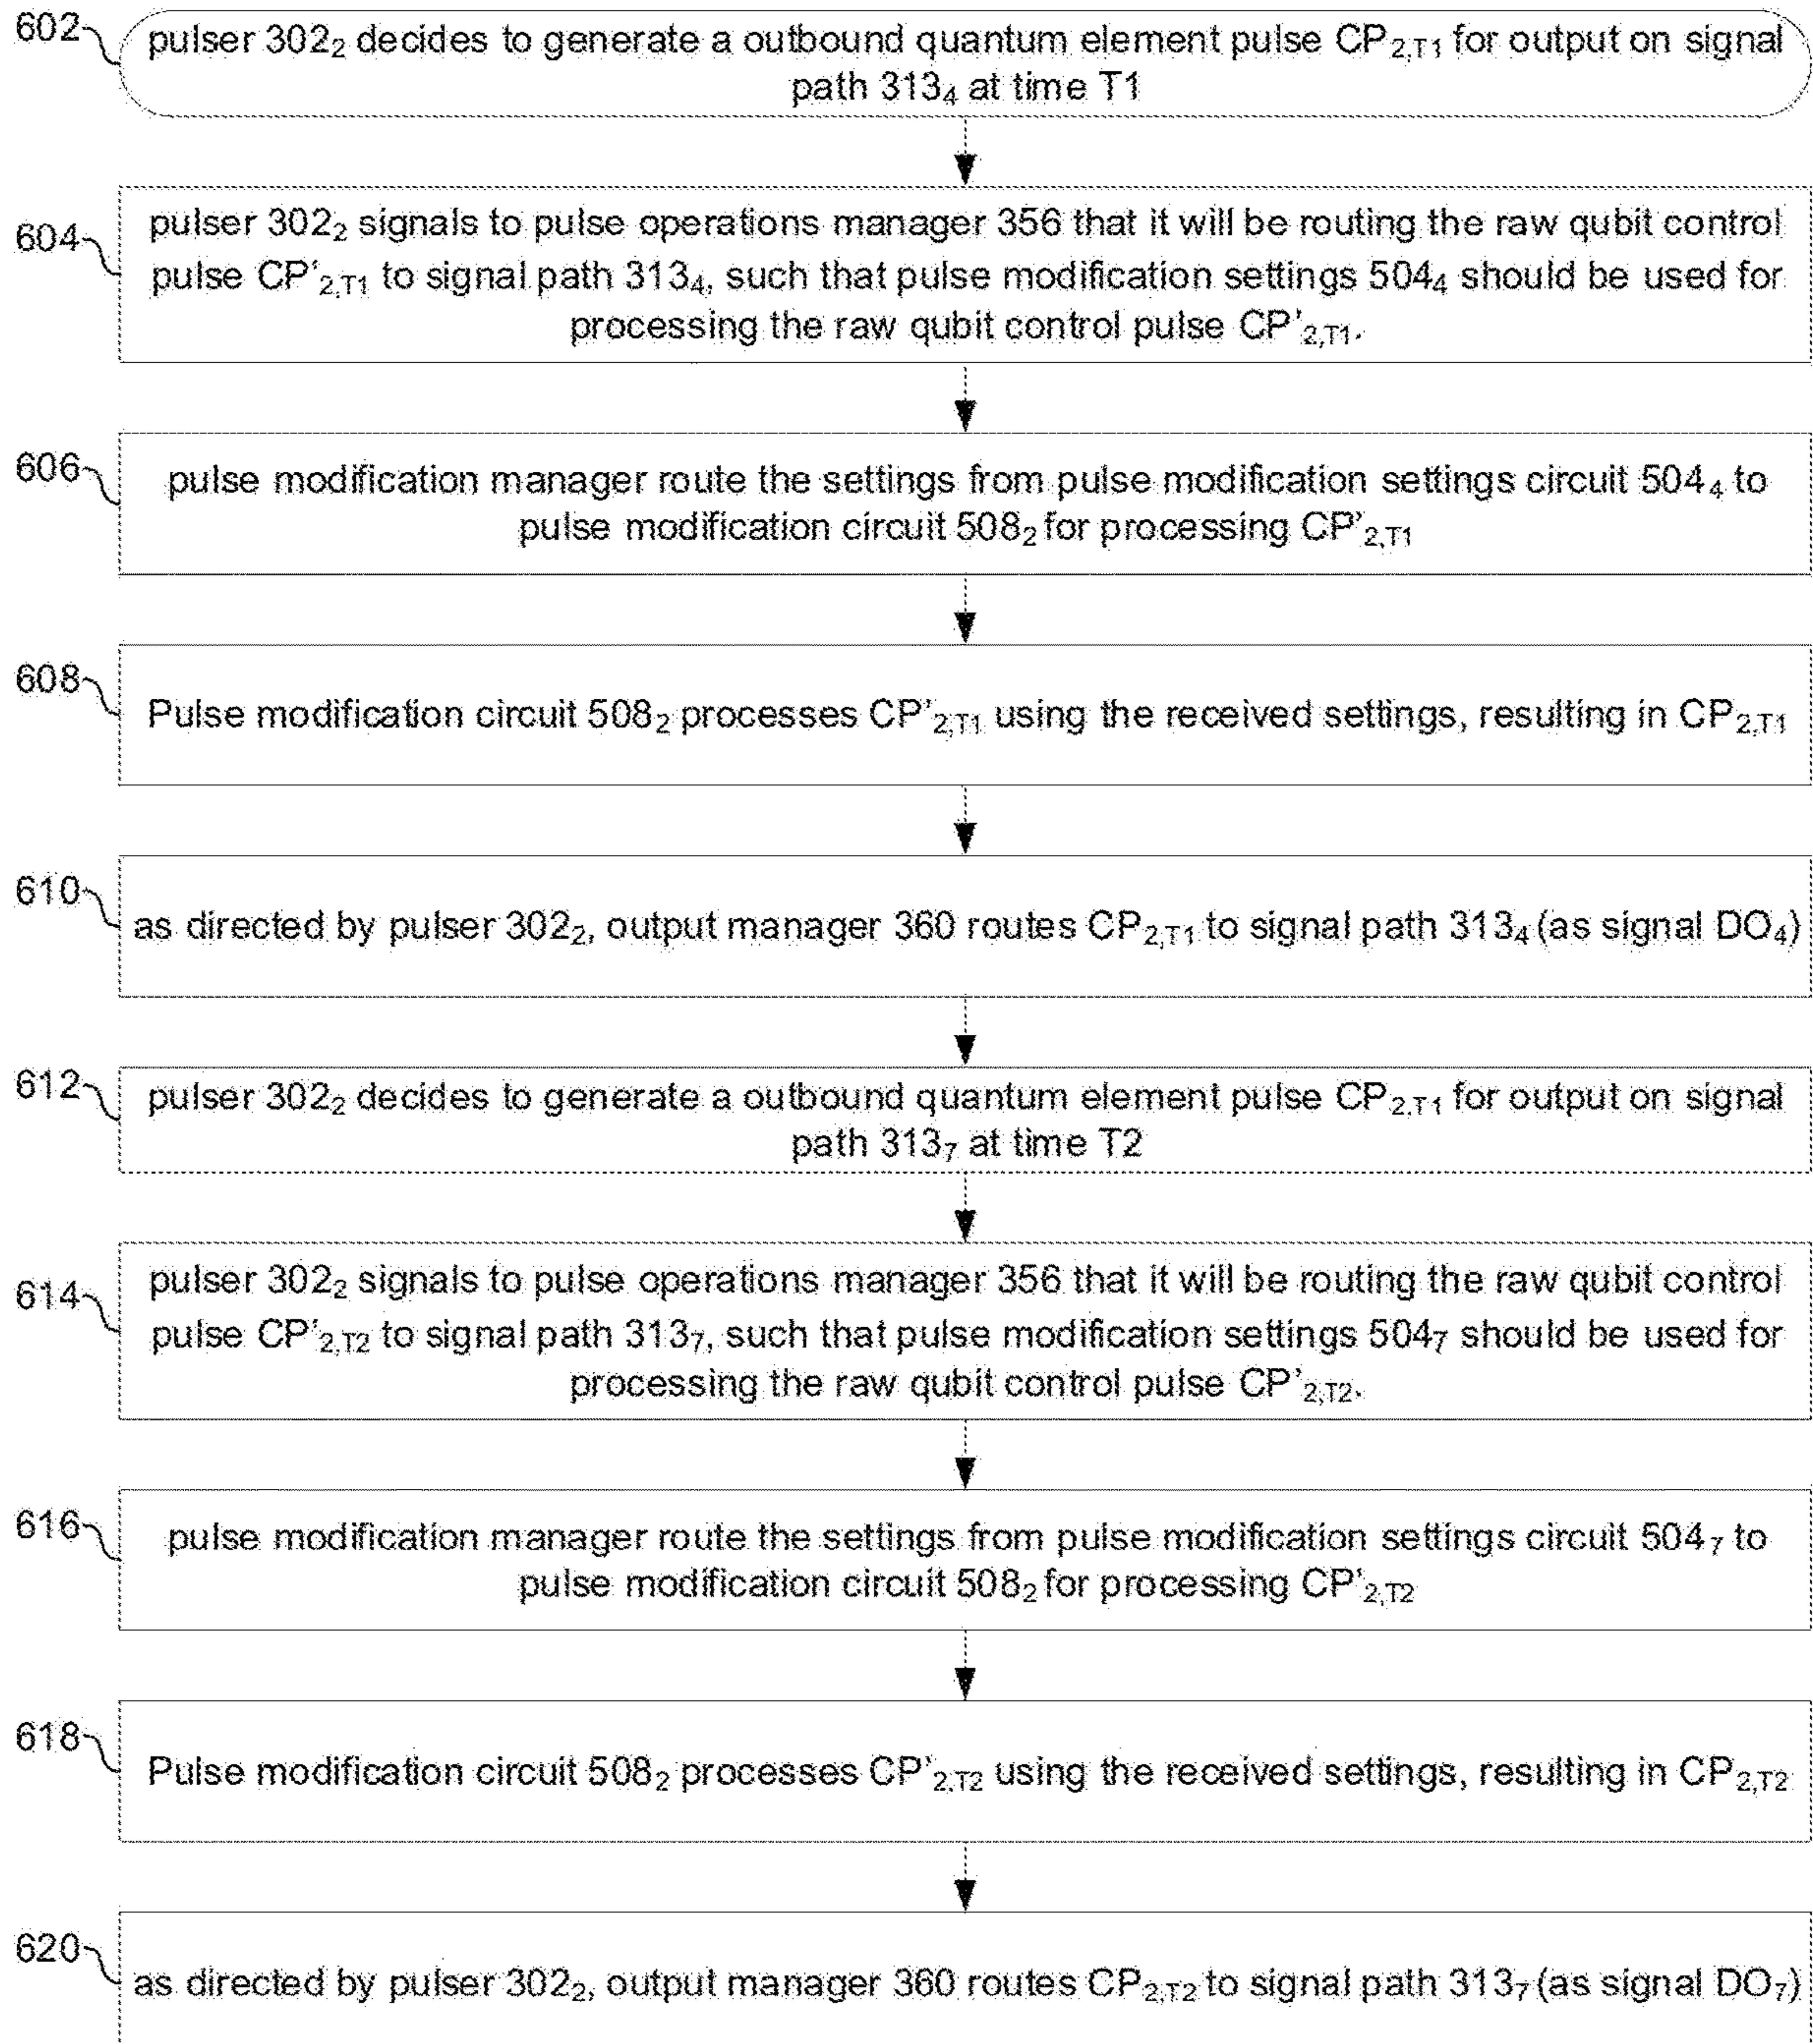 602
pulser 302₂ decides to generate a outbound quantum element pulse CP₂,T1 for output on signal
path 313₄ at time T1
604
pulser 302₂ signals to pulse operations manager 356 that it will be routing the raw qubit control
pulse CP'₂,T1 to signal path 313₄, such that pulse modification settings 504₄ should be used for
processing the raw qubit control pulse CP'₂,T1.
606
pulse modification manager route the settings from pulse modification settings circuit 504₄ to
pulse modification circuit 508₂ for processing CP'₂,T1
608
Pulse modification circuit 508₂ processes CP'₂,T1 using the received settings, resulting in CP₂,T1
610
as directed by pulser 302₂, output manager 360 routes CP₂,T1 to signal path 313₄ (as signal DO₄)
612
pulser 302₂ decides to generate a outbound quantum element pulse CP₂,T1 for output on signal
path 313₇ at time T2
614
pulser 302₂ signals to pulse operations manager 356 that it will be routing the raw qubit control
pulse CP'₂,T2 to signal path 313₇, such that pulse modification settings 504₇ should be used for
processing the raw qubit control pulse CP'₂,T2.
616
pulse modification manager route the settings from pulse modification settings circuit 504₇ to
pulse modification circuit 508₂ for processing CP'₂,T2
618
Pulse modification circuit 508₂ processes CP'₂,T2 using the received settings, resulting in CP₂,T2
620
as directed by pulser 302₂, output manager 360 routes CP₂,T2 to signal path 313₇ (as signal DO₇)